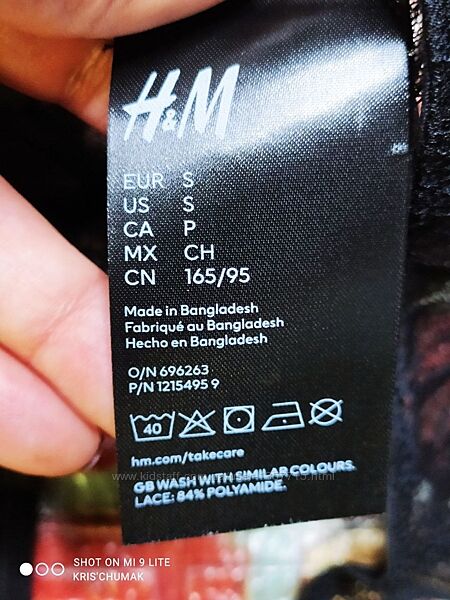 H&M
EUR S
US S
CA P
MX CH
CN 165/95
Made in Bangladesh
Fabriqué au Bangladesh
Hecho en Bangladesh
O/N 696263
P/N 1215495 9
40
hm.com/takecare
GB WASH WITH SIMILAR COLOURS.
LACE: 84% POLYAMIDE.
SHOT ON MI 9 LITE
KRIS'CHUMAK